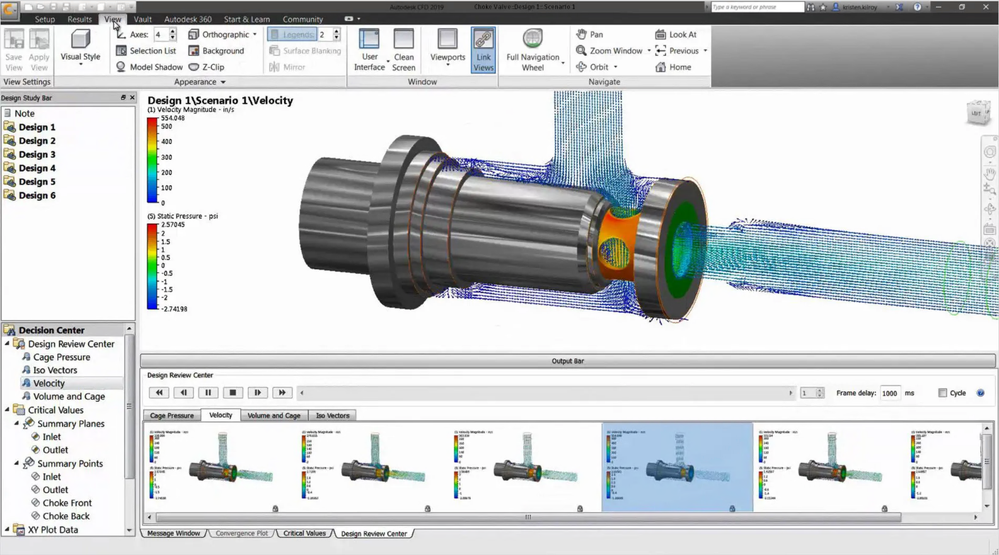 Autodesk CFD 2019 Choke Valve::Design 1::Scenario 1 Type a keyword or phrase kristen.kilroy
Setup Results View Vault Autodesk 360 Start & Learn Community
Save View
Apply View
Visual Style
Axes: 4
Selection List
Model Shadow
Orthographic
Background
Z-Clip
Legends: 2
Surface Blanking
Mirror
User Interface
Clean Screen
Viewports
Link Views
Full Navigation Wheel
Pan
Zoom Window
Orbit
Look At
Previous
Home
View Settings Appearance Window Navigate
Design Study Bar
Note
Design 1
Design 2
Design 3
Design 4
Design 5
Design 6
Design 1\Scenario 1\Velocity
(1) Velocity Magnitude - in/s
554.048
500
400
300
200
100
0
(5) Static Pressure - psi
2.57045
2
1.5
1
0.5
0
-0.5
-1
-1.5
-2
-2.74198
LEFT
Decision Center
Design Review Center
Cage Pressure
Iso Vectors
Velocity
Volume and Cage
Critical Values
Summary Planes
Inlet
Outlet
Summary Points
Inlet
Outlet
Choke Front
Choke Back
XY Plot Data
Output Bar
Design Review Center
1 Frame delay: 1000 ms Cycle
Cage Pressure Velocity Volume and Cage Iso Vectors
Message Window Convergence Plot Critical Values Design Review Center